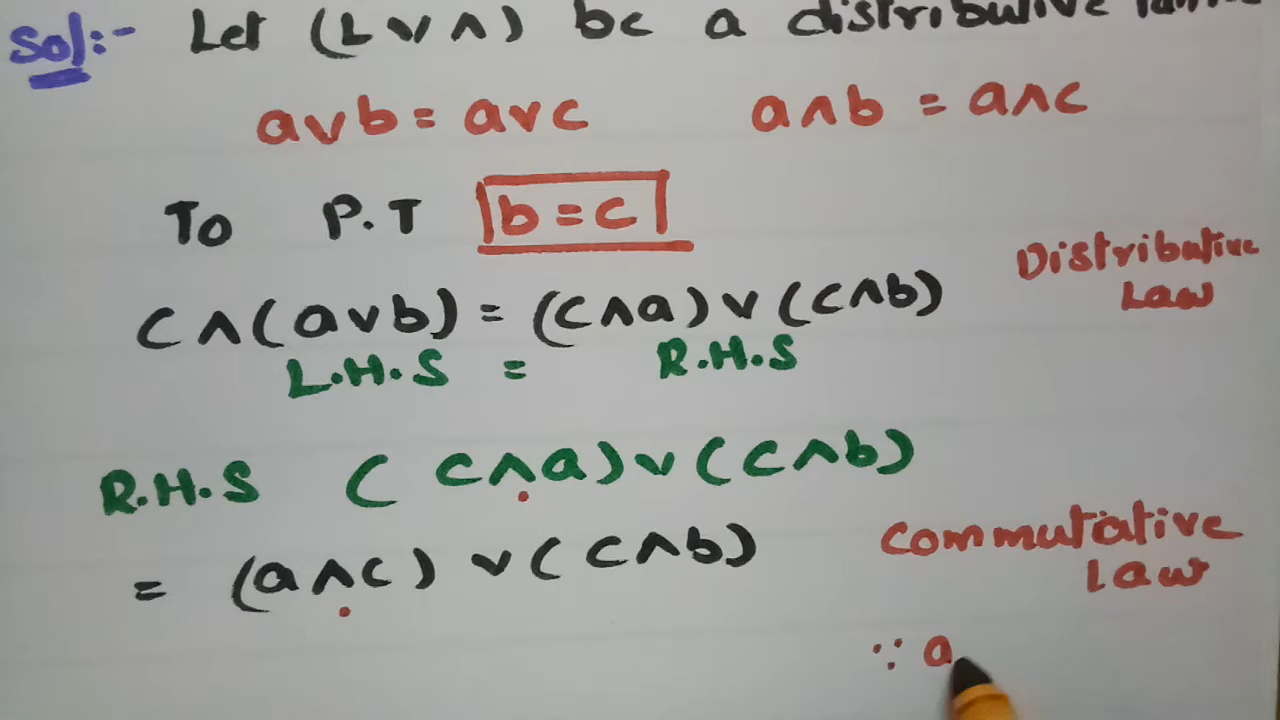 Sol:- Let (L ∨ ∧) be a distributive
a∨b = a∨c a∧b = a∧c
To P.T b = c
C∧(a∨b) = (C∧a)∨(C∧b) Distributive Law
L.H.S = R.H.S
R.H.S ( C∧a)∨(C∧b)
= (a∧c)∨(C∧b) Commutative Law
∵ a